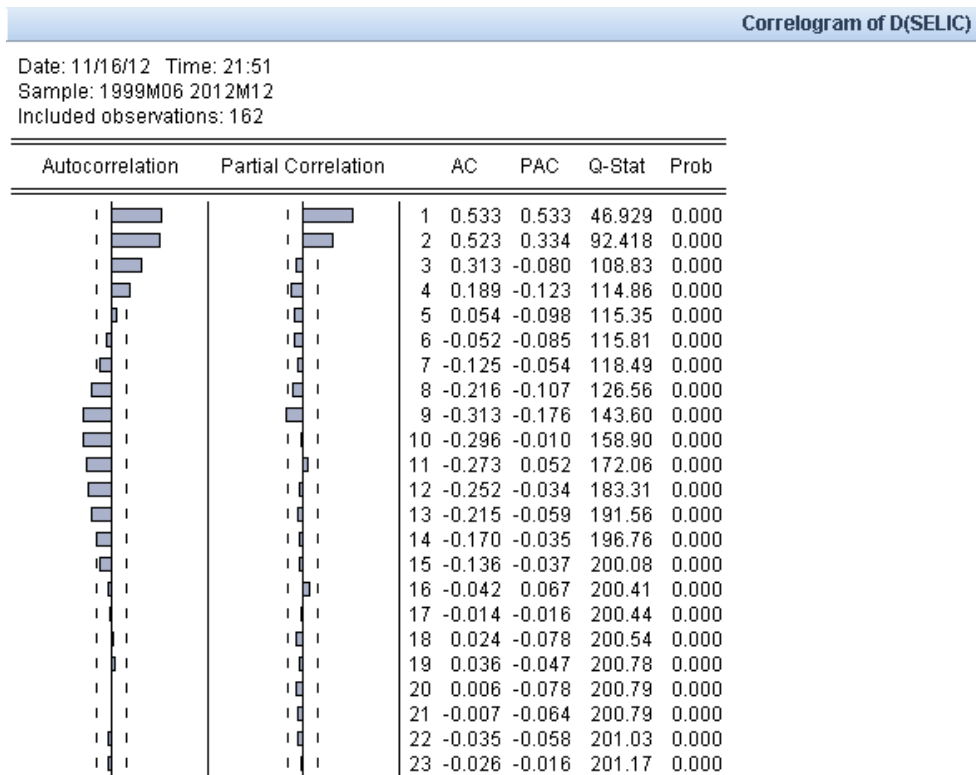 Correlogram of D(SELIC)
Date: 11/16/12 Time: 21:51
Sample: 1999M06 2012M12
Included observations: 162
Autocorrelation Partial Correlation AC PAC Q-Stat Prob
1 0.533 0.533 46.929 0.000
2 0.523 0.334 92.418 0.000
3 0.313 -0.080 108.83 0.000
4 0.189 -0.123 114.86 0.000
5 0.054 -0.098 115.35 0.000
6 -0.052 -0.085 115.81 0.000
7 -0.125 -0.054 118.49 0.000
8 -0.216 -0.107 126.56 0.000
9 -0.313 -0.176 143.60 0.000
10 -0.296 -0.010 158.90 0.000
11 -0.273 0.052 172.06 0.000
12 -0.252 -0.034 183.31 0.000
13 -0.215 -0.059 191.56 0.000
14 -0.170 -0.035 196.76 0.000
15 -0.136 -0.037 200.08 0.000
16 -0.042 0.067 200.41 0.000
17 -0.014 -0.016 200.44 0.000
18 0.024 -0.078 200.54 0.000
19 0.036 -0.047 200.78 0.000
20 0.006 -0.078 200.79 0.000
21 -0.007 -0.064 200.79 0.000
22 -0.035 -0.058 201.03 0.000
23 -0.026 -0.016 201.17 0.000